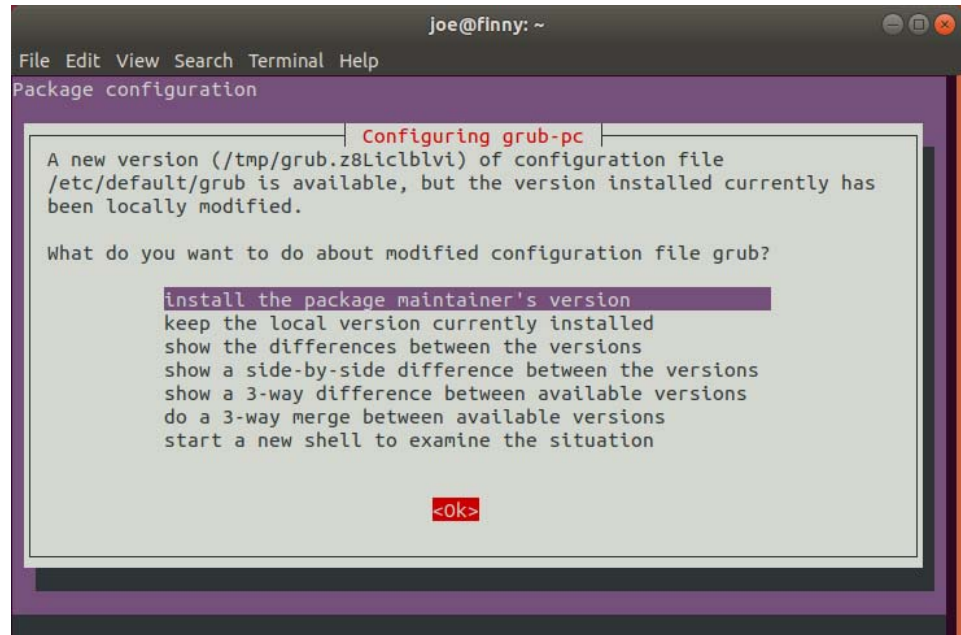 joe@finny: ~
File Edit View Search Terminal Help
Package configuration
Configuring grub-pc
A new version (/tmp/grub.z8Liclblvi) of configuration file
/etc/default/grub is available, but the version installed currently has
been locally modified.
What do you want to do about modified configuration file grub?
install the package maintainer's version
keep the local version currently installed
show the differences between the versions
show a side-by-side difference between the versions
show a 3-way difference between available versions
do a 3-way merge between available versions
start a new shell to examine the situation
<Ok>